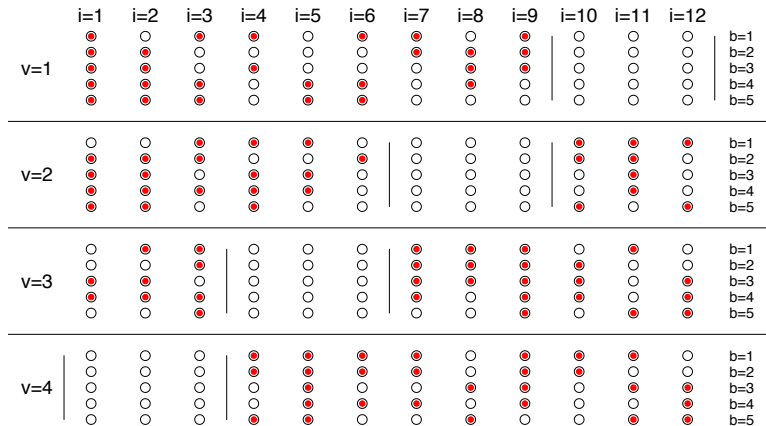 i=1 i=2 i=3 i=4 i=5 i=6 i=7 i=8 i=9 i=10 i=11 i=12
b=1
b=2
v=1 b=3
b=4
b=5
b=1
b=2
v=2 b=3
b=4
b=5
b=1
b=2
v=3 b=3
b=4
b=5
b=1
b=2
v=4 b=3
b=4
b=5